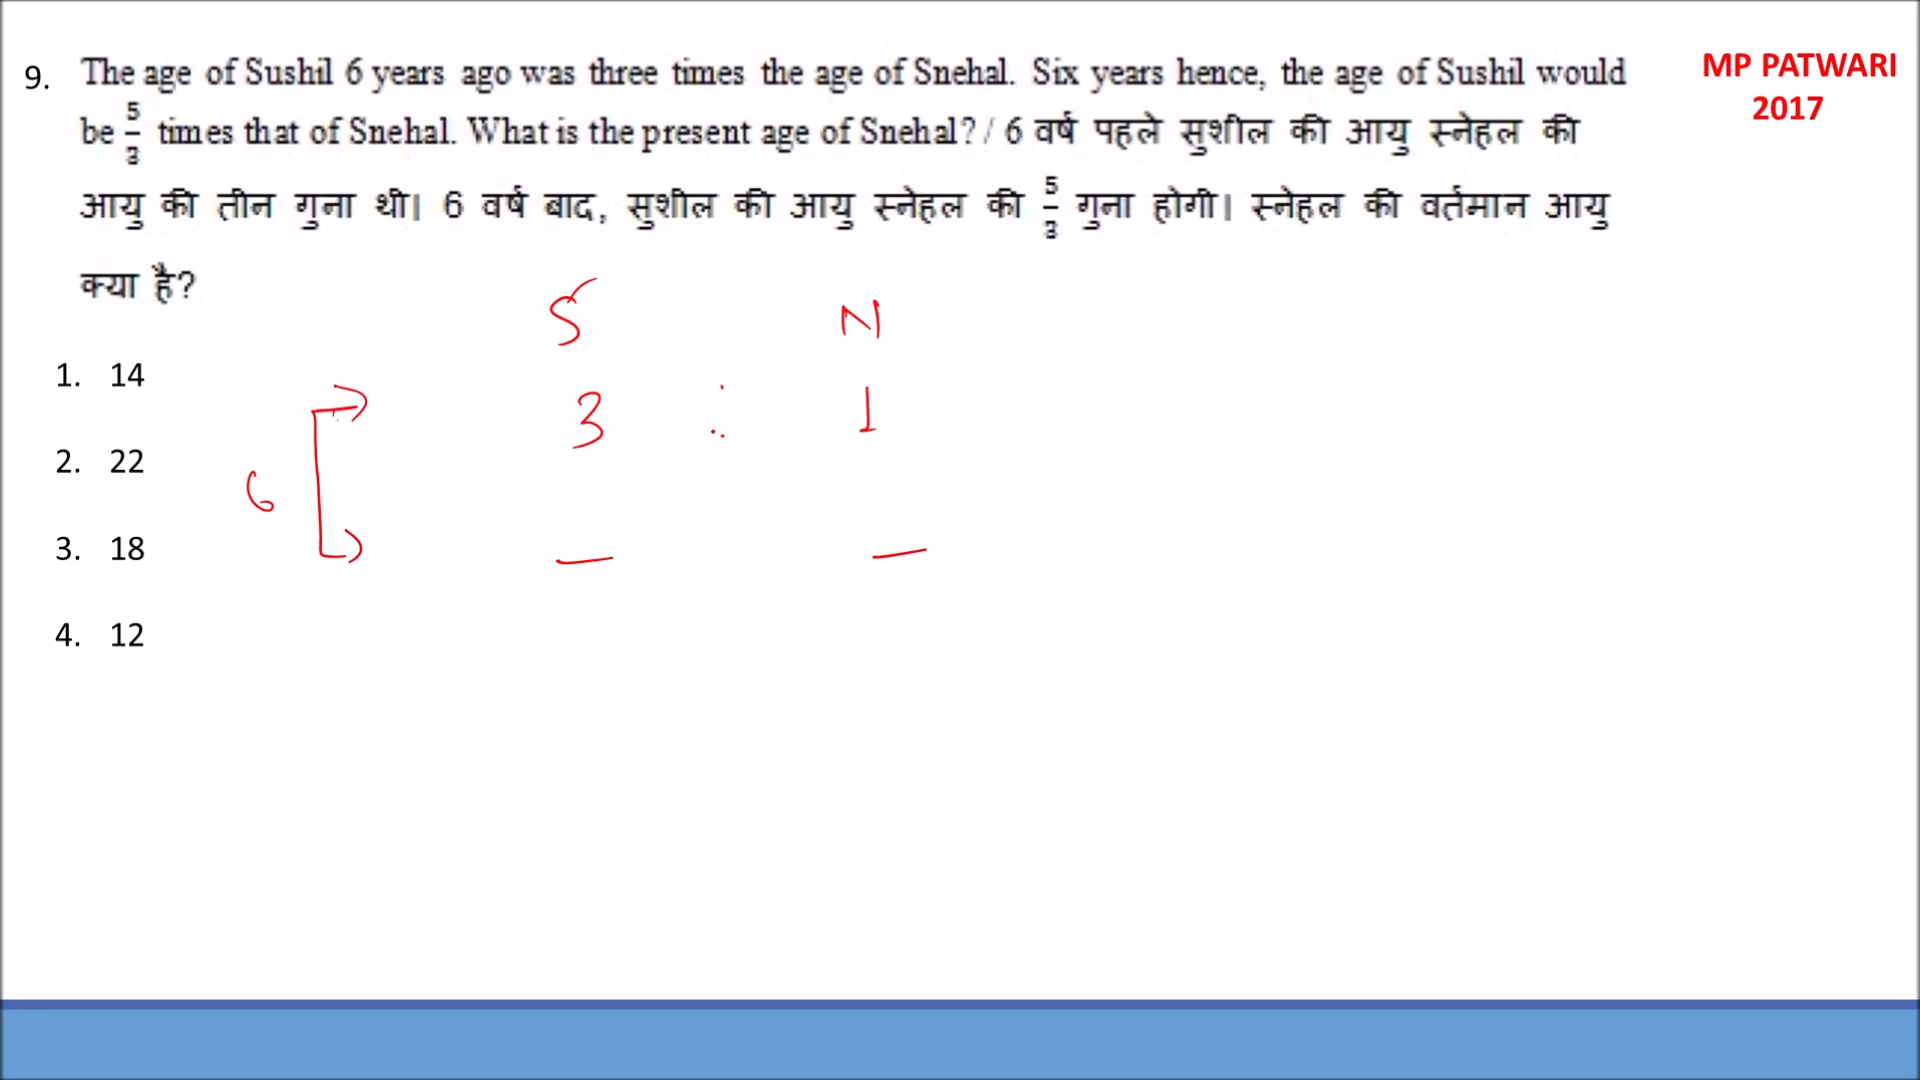 9. The age of Sushil 6 years ago was three times the age of Snehal. Six years hence, the age of Sushil would
be 5/3 times that of Snehal. What is the present age of Snehal? / 6 वर्ष पहले सुशील की आयु स्नेहल की
आयु की तीन गुना थी। 6 वर्ष बाद, सुशील की आयु स्नेहल की 5/3 गुना होगी। स्नेहल की वर्तमान आयु
क्या है?
MP PATWARI
2017
S N
1. 14
3 : 1
2. 22
6
3. 18
4. 12